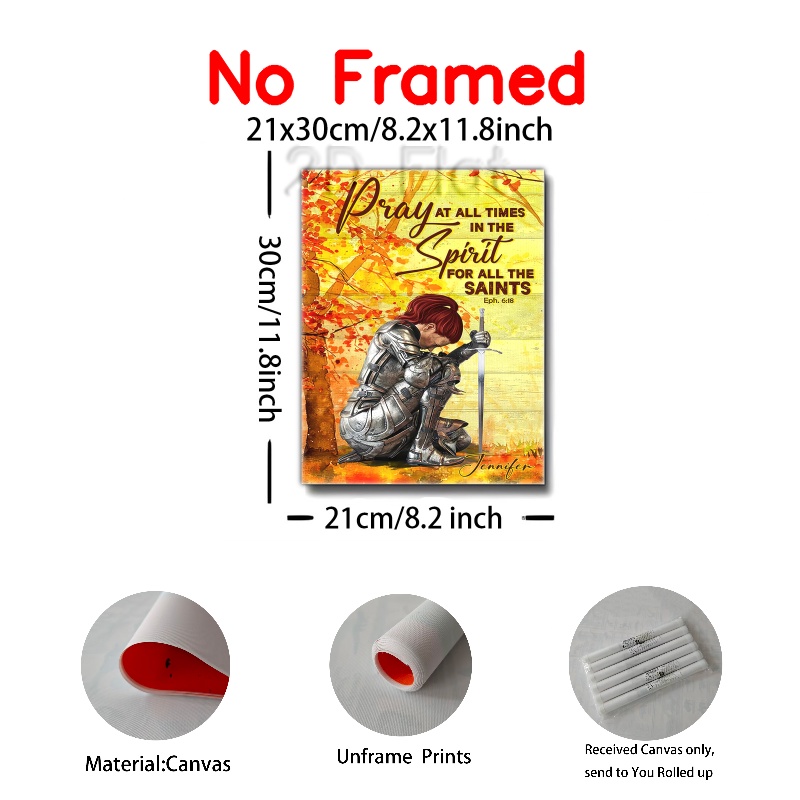 No Framed
21x30cm/8.2x11.8inch
2D Flat
30cm/11.8inch
Pray AT ALL TIMES
IN THE
Spirit
FOR ALL THE
SAINTS
Eph. 6:18
Jennifer
21cm/8.2 inch
Material:Canvas
Unframe Prints
Received Canvas only,
send to You Rolled up